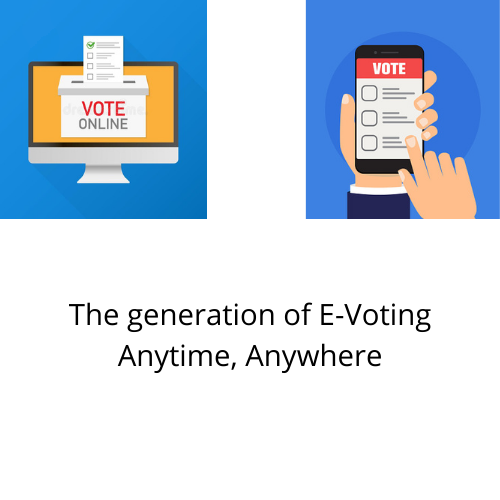 VOTE
ONLINE
VOTE
The generation of E-Voting
Anytime, Anywhere